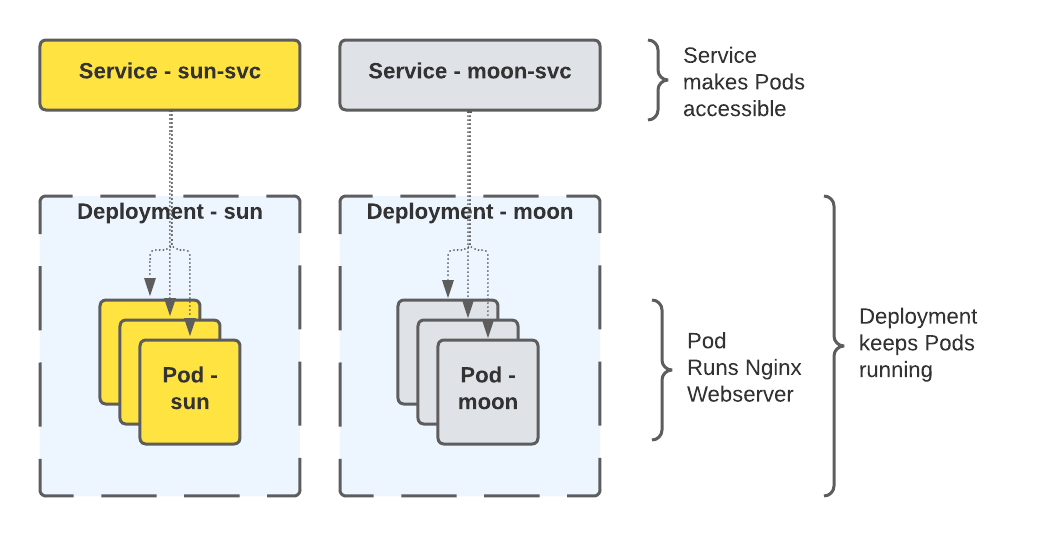 Service - sun-svc
Service - moon-svc
Service
makes Pods
accessible
Deployment - sun
Deployment - moon
Pod -
sun
Pod -
moon
Pod
Runs Nginx
Webserver
Deployment
keeps Pods
running